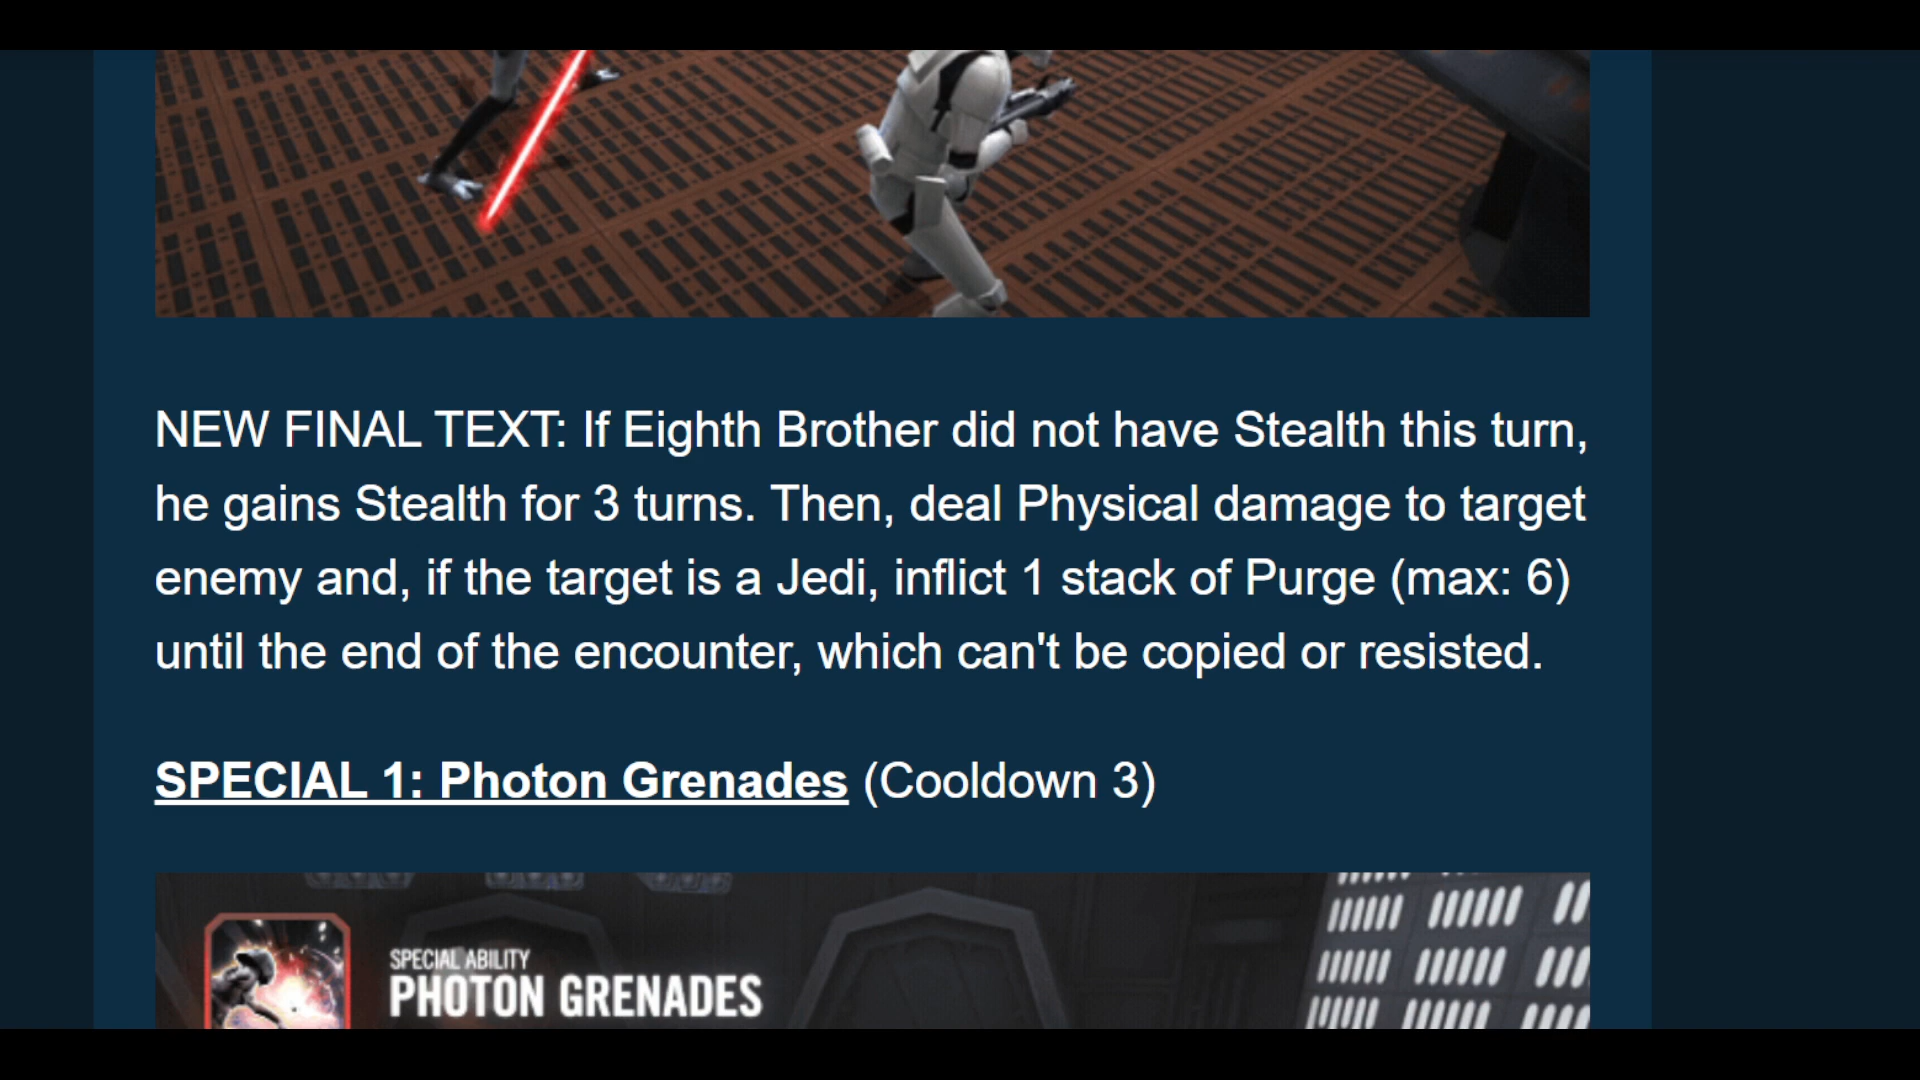 NEW FINAL TEXT: If Eighth Brother did not have Stealth this turn,
he gains Stealth for 3 turns. Then, deal Physical damage to target
enemy and, if the target is a Jedi, inflict 1 stack of Purge (max: 6)
until the end of the encounter, which can't be copied or resisted.
SPECIAL 1: Photon Grenades (Cooldown 3)
SPECIAL ABILITY
PHOTON GRENADES